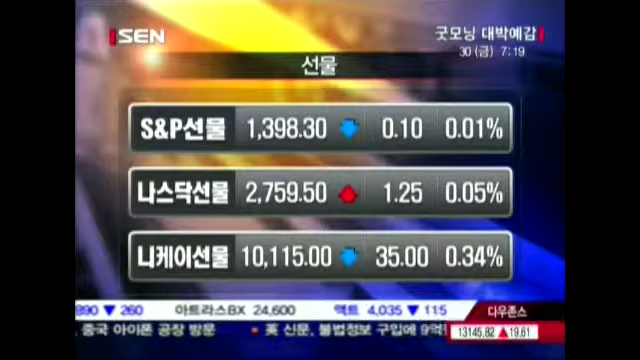 SEN
굿모닝 대박예감
30 (금) 7:19
선물
S&P선물 1,398.30 0.10 0.01%
나스닥선물 2,759.50 1.25 0.05%
니케이선물 10,115.00 35.00 0.34%
890 ▼ 260 아트라스BX 24,600 액트 4,035 ▼ 115 다우존스
, 중국 아이폰 공장 방문 英 신문, 불법정보 구입에 9억 13145.82 ▲19.61